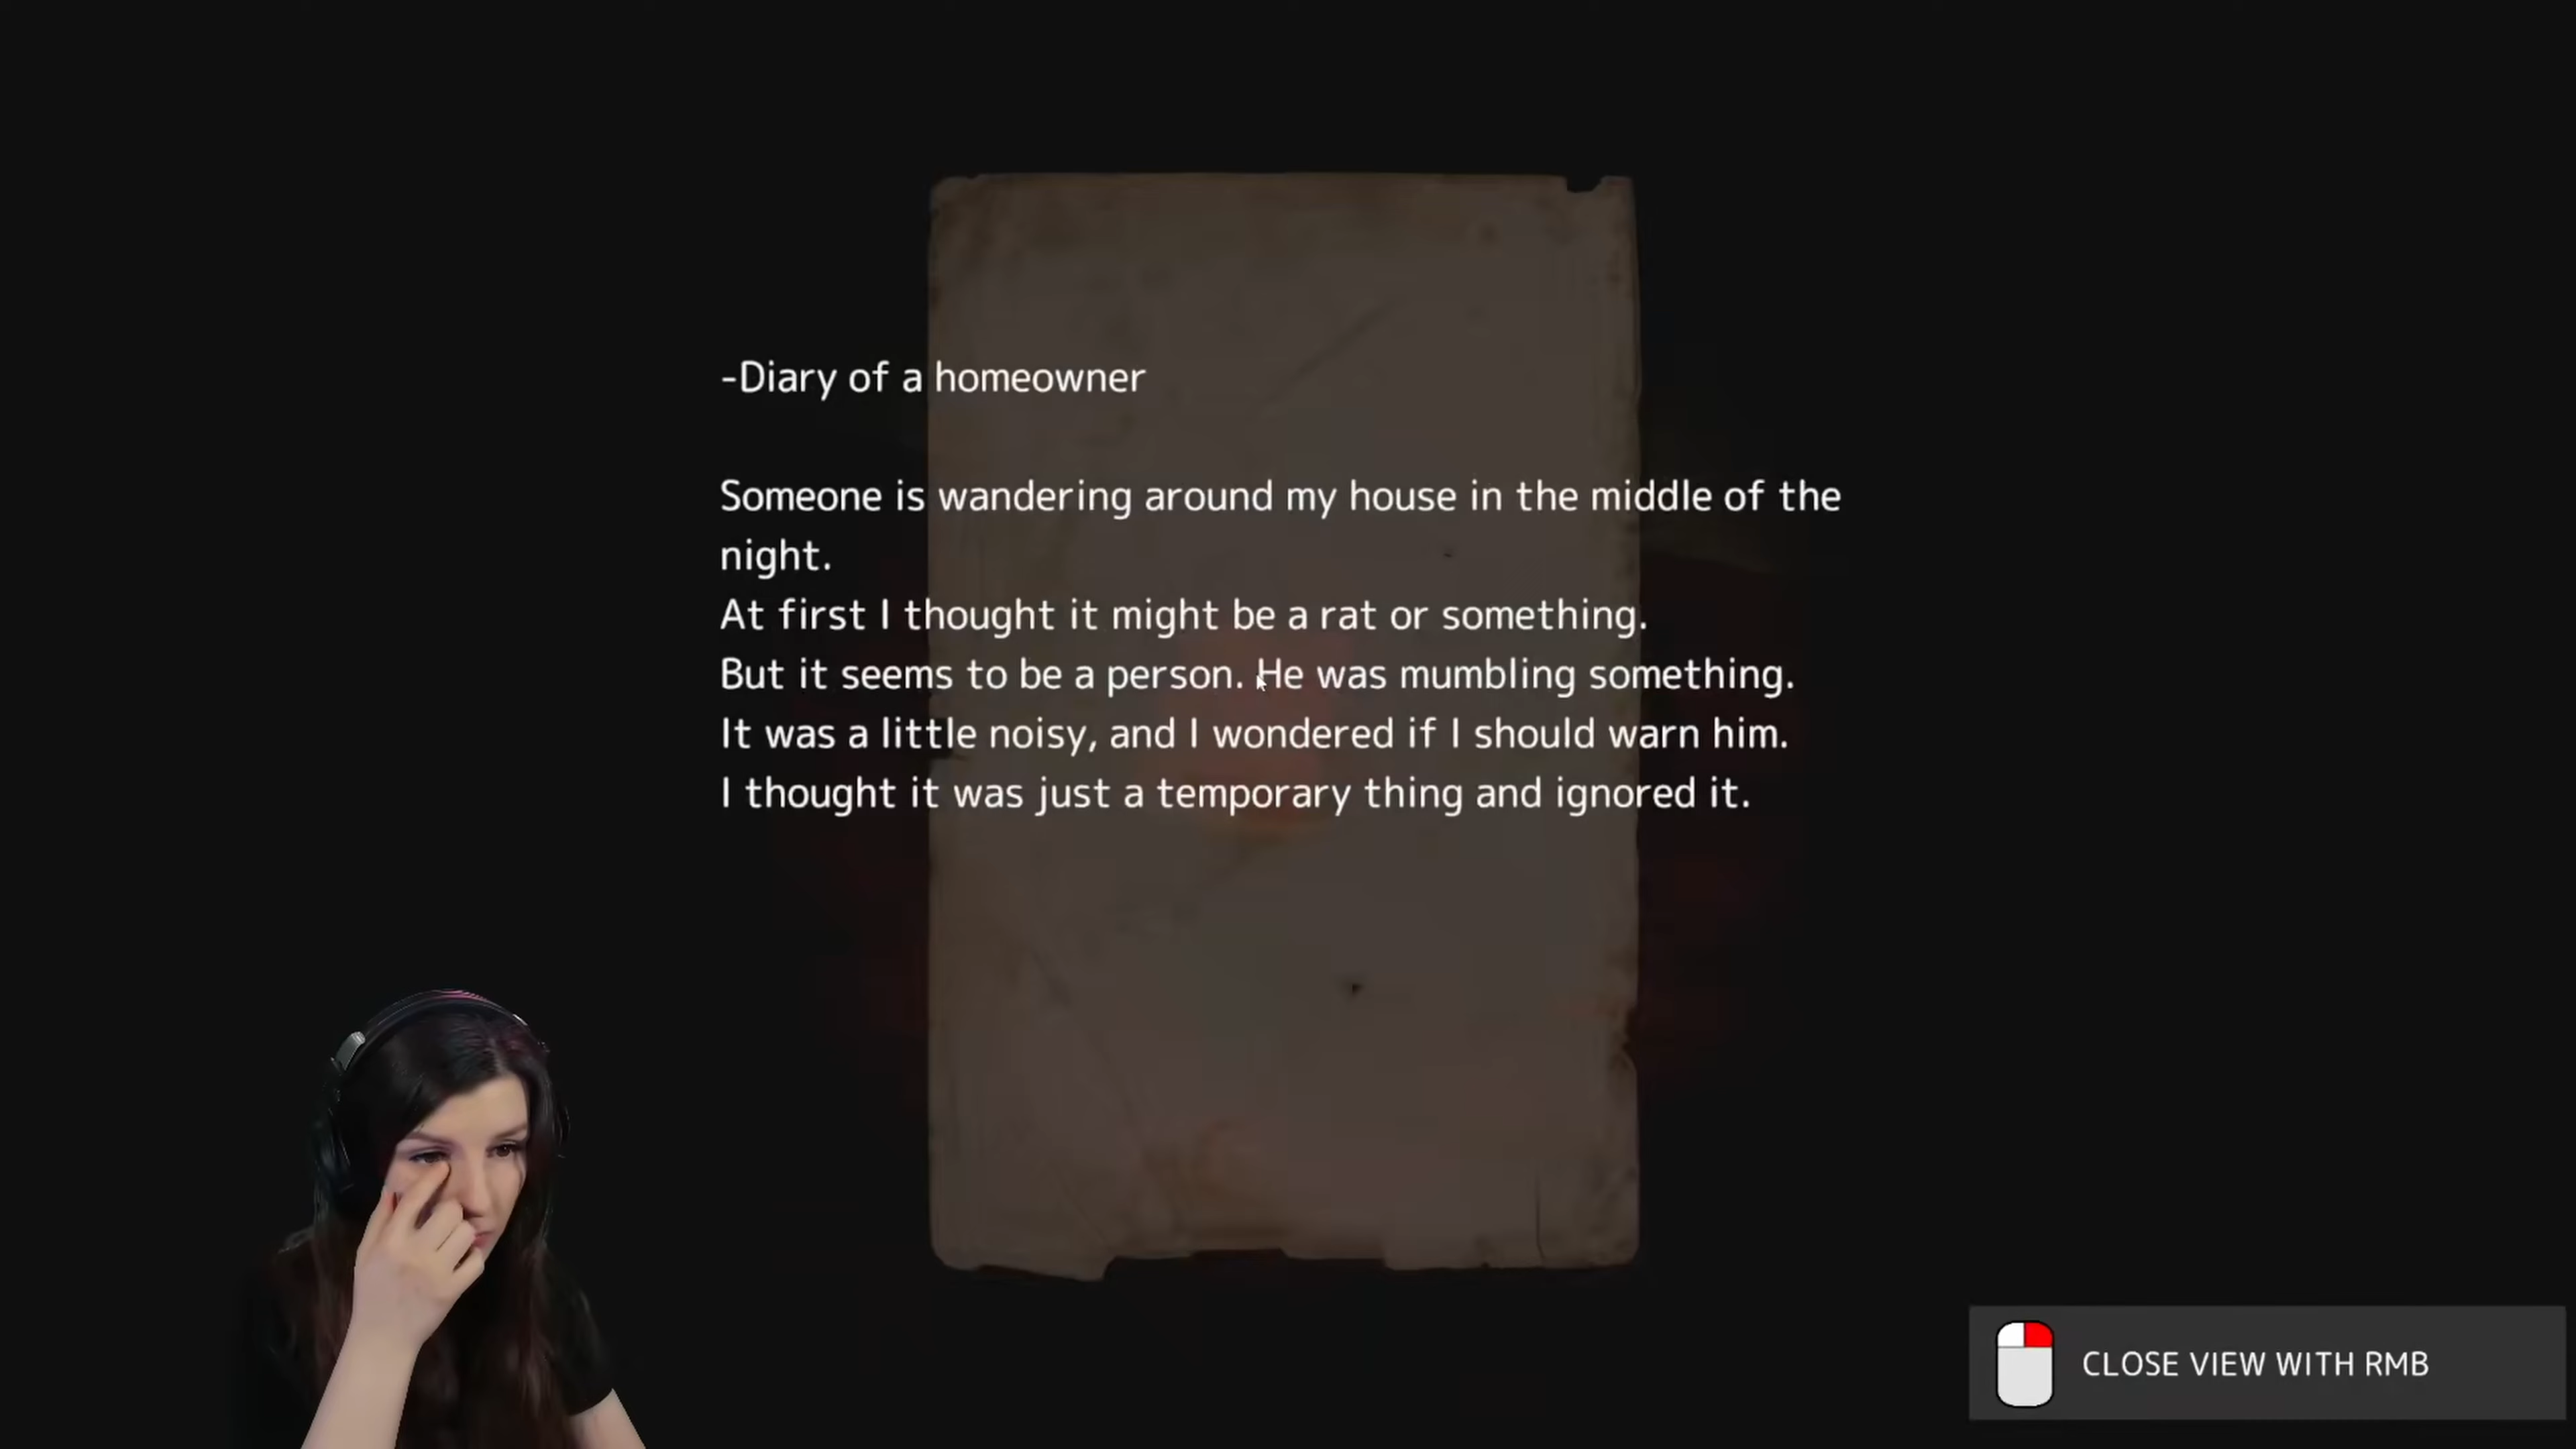 -Diary of a homeowner
Someone is wandering around my house in the middle of the
night.
At first I thought it might be a rat or something.
But it seems to be a person. He was mumbling something.
It was a little noisy, and I wondered if I should warn him.
I thought it was just a temporary thing and ignored it.
CLOSE VIEW WITH RMB